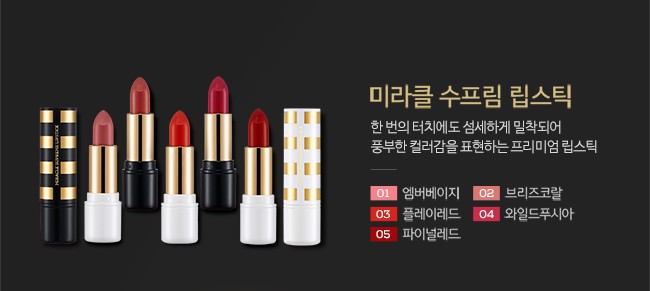 미라클 수프림 립스틱
한 번의 터치에도 섬세하게 밀착되어
풍부한 컬러감을 표현하는 프리미엄 립스틱
01 엠버베이지 02 브리즈코랄
03 플레이레드 04 와일드푸시아
05 파이널레드
MIRACLE SUPREME LIPSTICK